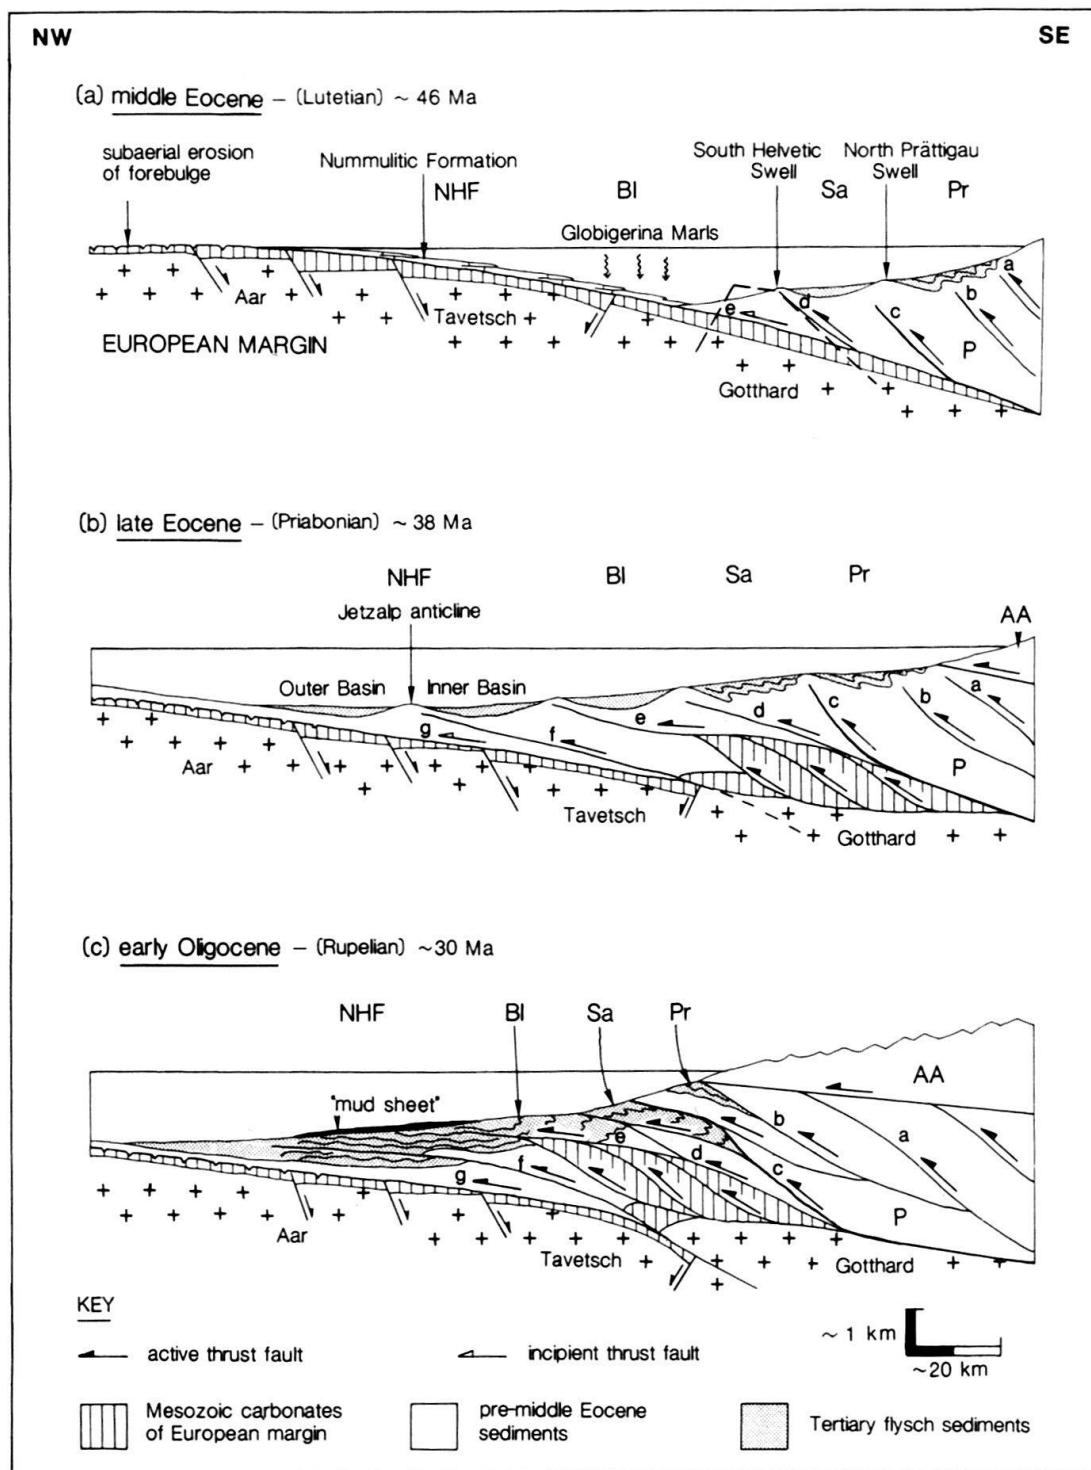 NW
SE
(a) middle Eocene – (Lutetian) ~ 46 Ma
subaerial erosion
of forebulge
Nummulitic Formation
South Helvetic
Swell
North Prättigau
Swell
NHF
Bl
Sa
Pr
Globigerina Marls
a
b
c
d
e
P
Aar
Tavetsch
EUROPEAN MARGIN
Gotthard
(b) late Eocene – (Priabonian) ~ 38 Ma
NHF
Bl
Sa
Pr
Jetzalp anticline
AA
Outer Basin
Inner Basin
a
b
c
d
e
f
g
P
Aar
Tavetsch
Gotthard
(c) early Oligocene – (Rupelian) ~30 Ma
NHF
Bl
Sa
Pr
AA
"mud sheet"
a
b
c
d
e
f
g
P
Aar
Tavetsch
Gotthard
KEY
active thrust fault
incipient thrust fault
~ 1 km
~20 km
Mesozoic carbonates
of European margin
pre-middle Eocene
sediments
Tertiary flysch sediments